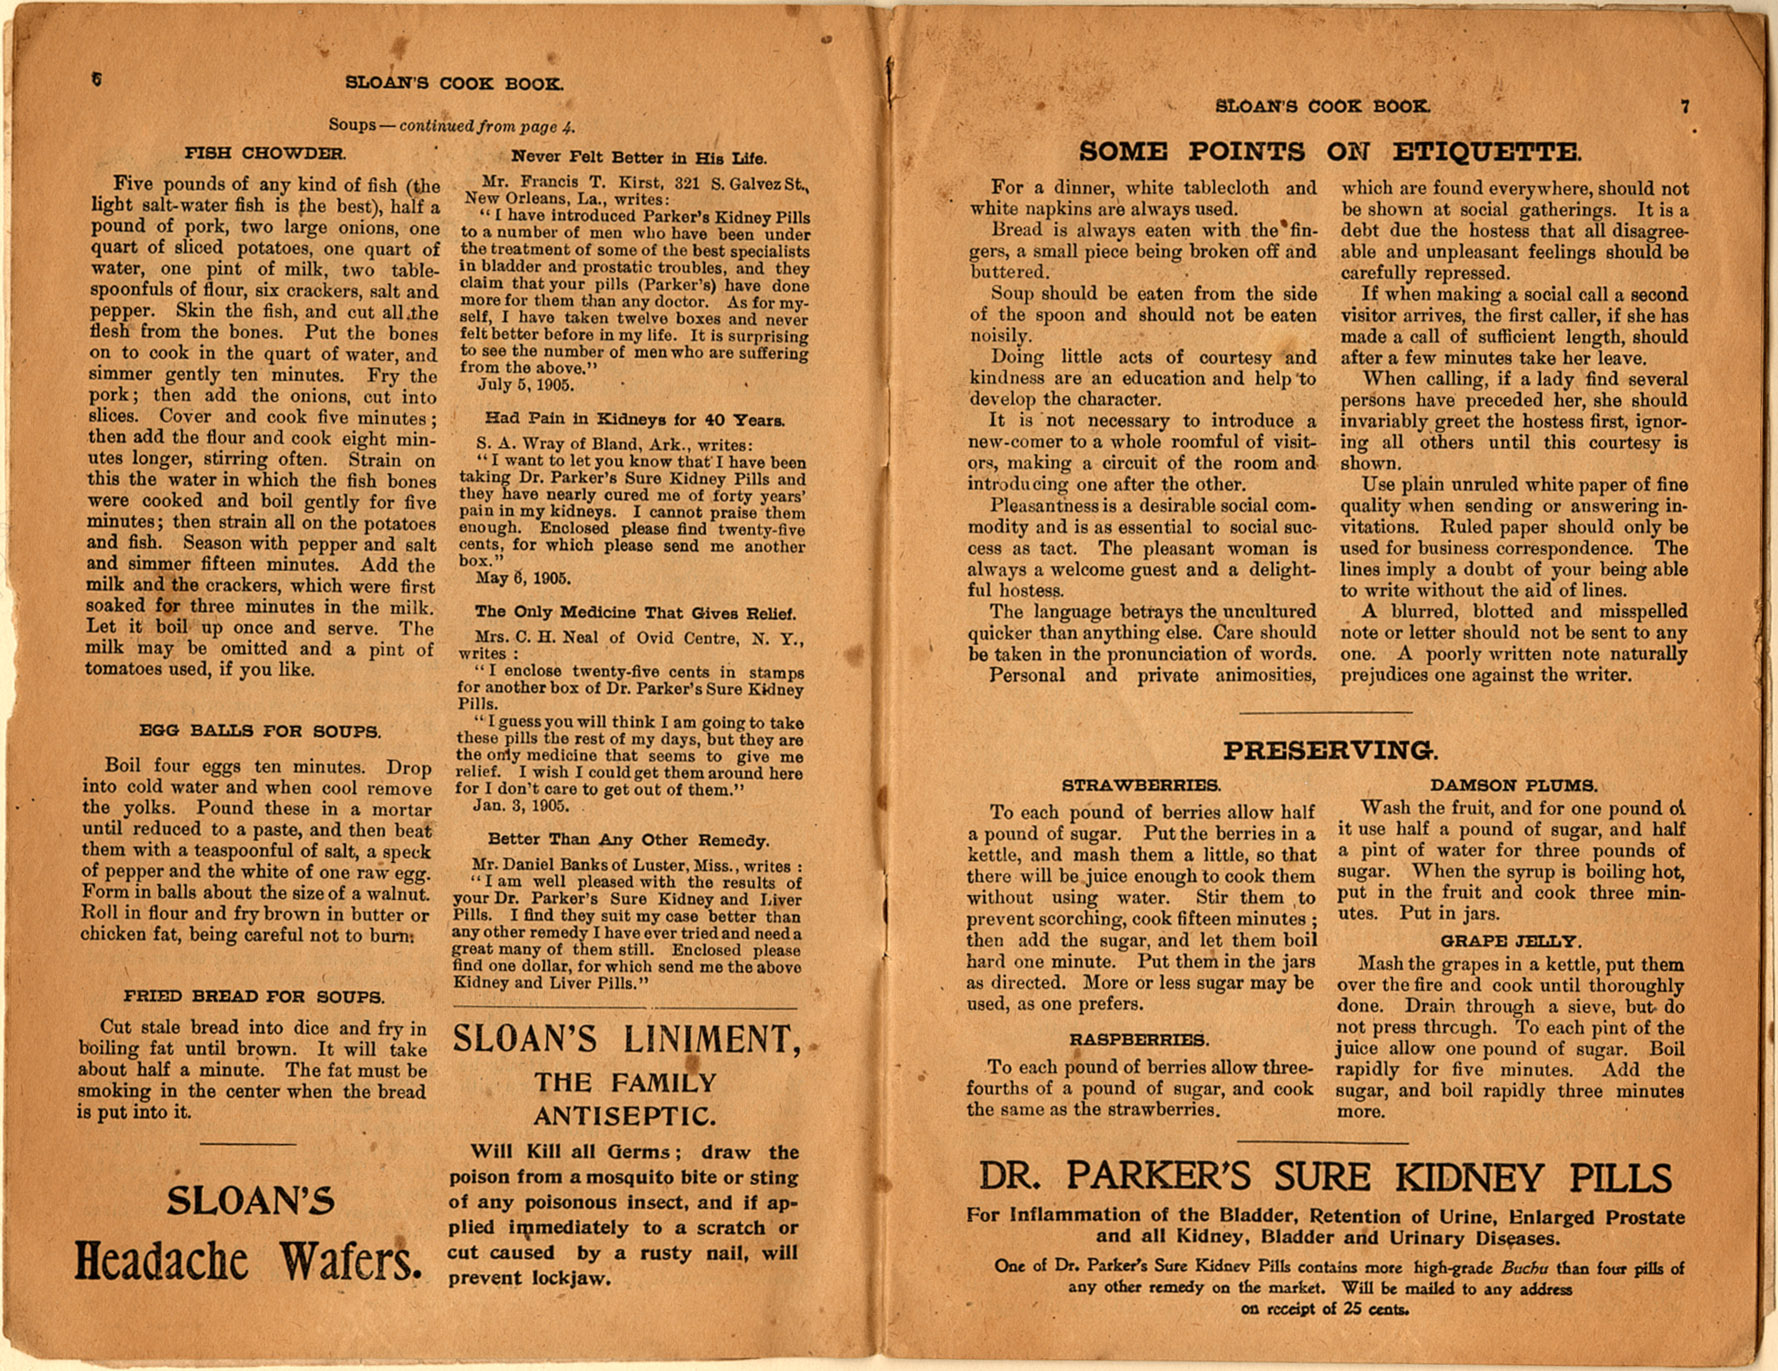 6
SLOAN'S COOK BOOK.
Soups — continued from page 4.
FISH CHOWDER.
Five pounds of any kind of fish (the
light salt-water fish is the best), half a
pound of pork, two large onions, one
quart of sliced potatoes, one quart of
water, one pint of milk, two table-
spoonfuls of flour, six crackers, salt and
pepper. Skin the fish, and cut all the
flesh from the bones. Put the bones
on to cook in the quart of water, and
simmer gently ten minutes. Fry the
pork; then add the onions, cut into
slices. Cover and cook five minutes;
then add the flour and cook eight min-
utes longer, stirring often. Strain on
this the water in which the fish bones
were cooked and boil gently for five
minutes; then strain all on the potatoes
and fish. Season with pepper and salt
and simmer fifteen minutes. Add the
milk and the crackers, which were first
soaked for three minutes in the milk.
Let it boil up once and serve. The
milk may be omitted and a pint of
tomatoes used, if you like.
EGG BALLS FOR SOUPS.
Boil four eggs ten minutes. Drop
into cold water and when cool remove
the yolks. Pound these in a mortar
until reduced to a paste, and then beat
them with a teaspoonful of salt, a speck
of pepper and the white of one raw egg.
Form in balls about the size of a walnut.
Roll in flour and fry brown in butter or
chicken fat, being careful not to burn.
FRIED BREAD FOR SOUPS.
Cut stale bread into dice and fry in
boiling fat until brown. It will take
about half a minute. The fat must be
smoking in the center when the bread
is put into it.
SLOAN'S
Headache Wafers.
Never Felt Better in His Life.
Mr. Francis T. Kirst, 321 S. Galvez St.,
New Orleans, La., writes:
"I have introduced Parker's Kidney Pills
to a number of men who have been under
the treatment of some of the best specialists
in bladder and prostatic troubles, and they
claim that your pills (Parker's) have done
more for them than any doctor. As for my-
self, I have taken twelve boxes and never
felt better before in my life. It is surprising
to see the number of men who are suffering
from the above."
July 5, 1905.
Had Pain in Kidneys for 40 Years.
S. A. Wray of Bland, Ark., writes:
"I want to let you know that I have been
taking Dr. Parker's Sure Kidney Pills and
they have nearly cured me of forty years'
pain in my kidneys. I cannot praise them
enough. Enclosed please find twenty-five
cents, for which please send me another
box."
May 6, 1905.
The Only Medicine That Gives Relief.
Mrs. C. H. Neal of Ovid Centre, N. Y.,
writes:
"I enclose twenty-five cents in stamps
for another box of Dr. Parker's Sure Kidney
Pills.
"I guess you will think I am going to take
these pills the rest of my days, but they are
the only medicine that seems to give me
relief. I wish I could get them around here
for I don't care to get out of them."
Jan. 3, 1905.
Better Than Any Other Remedy.
Mr. Daniel Banks of Luster, Miss., writes:
"I am well pleased with the results of
your Dr. Parker's Sure Kidney and Liver
Pills. I find they suit my case better than
any other remedy I have ever tried and need a
great many of them still. Enclosed please
find one dollar, for which send me the above
Kidney and Liver Pills."
SLOAN'S LINIMENT,
THE FAMILY
ANTISEPTIC.
Will Kill all Germs; draw the
poison from a mosquito bite or sting
of any poisonous insect, and if ap-
plied immediately to a scratch or
cut caused by a rusty nail, will
prevent lockjaw.
SLOAN'S COOK BOOK.
7
SOME POINTS ON ETIQUETTE.
For a dinner, white tablecloth and
white napkins are always used.
Bread is always eaten with the fin-
gers, a small piece being broken off and
buttered.
Soup should be eaten from the side
of the spoon and should not be eaten
noisily.
Doing little acts of courtesy and
kindness are an education and help to
develop the character.
It is not necessary to introduce a
new-comer to a whole roomful of visit-
ors, making a circuit of the room and
introducing one after the other.
Pleasantness is a desirable social com-
modity and is as essential to social suc-
cess as tact. The pleasant woman is
always a welcome guest and a delight-
ful hostess.
The language betrays the uncultured
quicker than anything else. Care should
be taken in the pronunciation of words.
Personal and private animosities,
which are found everywhere, should not
be shown at social gatherings. It is a
debt due the hostess that all disagree-
able and unpleasant feelings should be
carefully repressed.
If when making a social call a second
visitor arrives, the first caller, if she has
made a call of sufficient length, should
after a few minutes take her leave.
When calling, if a lady find several
persons have preceded her, she should
invariably greet the hostess first, ignor-
ing all others until this courtesy is
shown.
Use plain unruled white paper of fine
quality when sending or answering in-
vitations. Ruled paper should only be
used for business correspondence. The
lines imply a doubt of your being able
to write without the aid of lines.
A blurred, blotted and misspelled
note or letter should not be sent to any
one. A poorly written note naturally
prejudices one against the writer.
PRESERVING.
STRAWBERRIES.
To each pound of berries allow half
a pound of sugar. Put the berries in a
kettle, and mash them a little, so that
there will be juice enough to cook them
without using water. Stir them to
prevent scorching, cook fifteen minutes;
then add the sugar, and let them boil
hard one minute. Put them in the jars
as directed. More or less sugar may be
used, as one prefers.
RASPBERRIES.
To each pound of berries allow three-
fourths of a pound of sugar, and cook
the same as the strawberries.
DAMSON PLUMS.
Wash the fruit, and for one pound of
it use half a pound of sugar, and half
a pint of water for three pounds of
sugar. When the syrup is boiling hot,
put in the fruit and cook three min-
utes. Put in jars.
GRAPE JELLY.
Mash the grapes in a kettle, put them
over the fire and cook until thoroughly
done. Drain through a sieve, but do
not press through. To each pint of the
juice allow one pound of sugar. Boil
rapidly for five minutes. Add the
sugar, and boil rapidly three minutes
more.
DR. PARKER'S SURE KIDNEY PILLS
For Inflammation of the Bladder, Retention of Urine, Enlarged Prostate
and all Kidney, Bladder and Urinary Diseases.
One of Dr. Parker's Sure Kidney Pills contains more high-grade Buchu than four pills of
any other remedy on the market. Will be mailed to any address
on receipt of 25 cents.